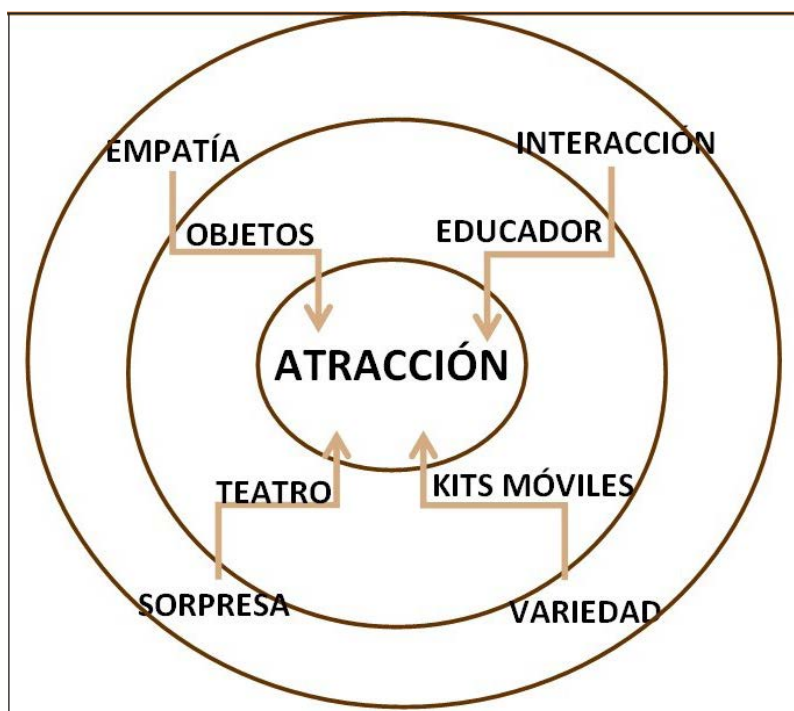 EMPATÍA
INTERACCIÓN
OBJETOS
EDUCADOR
ATRACCIÓN
TEATRO
KITS MÓVILES
SORPRESA
VARIEDAD